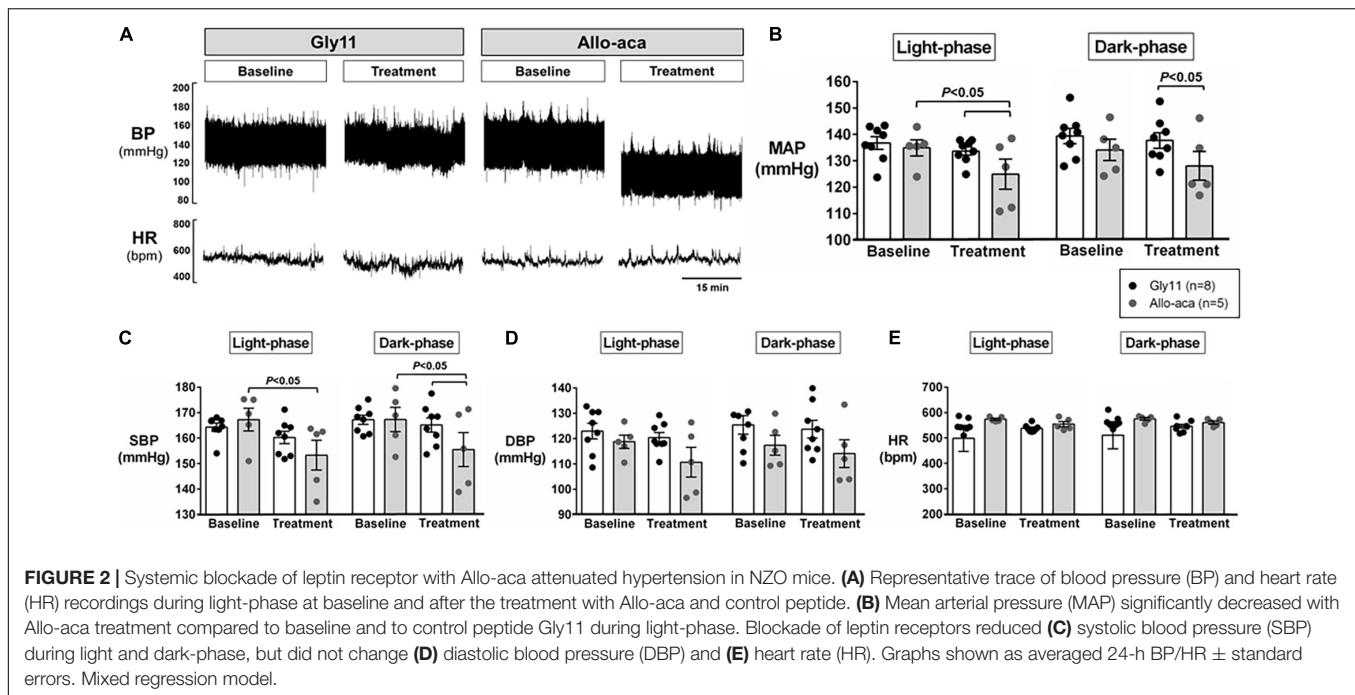 A
Gly11
Allo-aca
Baseline
Treatment
Baseline
Treatment
BP
(mmHg)
200
180
160
140
120
100
80
HR
(bpm)
800
600
400
15 min
B
Light-phase
Dark-phase
P<0.05
P<0.05
MAP
(mmHg)
160
150
140
130
120
110
100
Baseline
Treatment
Baseline
Treatment
Gly11 (n=8)
Allo-aca (n=5)
C
Light-phase
Dark-phase
P<0.05
P<0.05
SBP
(mmHg)
180
170
160
150
140
130
Baseline
Treatment
Baseline
Treatment
D
Light-phase
Dark-phase
DBP
(mmHg)
140
130
120
110
100
90
Baseline
Treatment
Baseline
Treatment
E
Light-phase
Dark-phase
HR
(bpm)
700
600
500
400
300
200
Baseline
Treatment
Baseline
Treatment
FIGURE 2 | Systemic blockade of leptin receptor with Allo-aca attenuated hypertension in NZO mice. (A) Representative trace of blood pressure (BP) and heart rate
(HR) recordings during light-phase at baseline and after the treatment with Allo-aca and control peptide. (B) Mean arterial pressure (MAP) significantly decreased with
Allo-aca treatment compared to baseline and to control peptide Gly11 during light-phase. Blockade of leptin receptors reduced (C) systolic blood pressure (SBP)
during light and dark-phase, but did not change (D) diastolic blood pressure (DBP) and (E) heart rate (HR). Graphs shown as averaged 24-h BP/HR ± standard
errors. Mixed regression model.